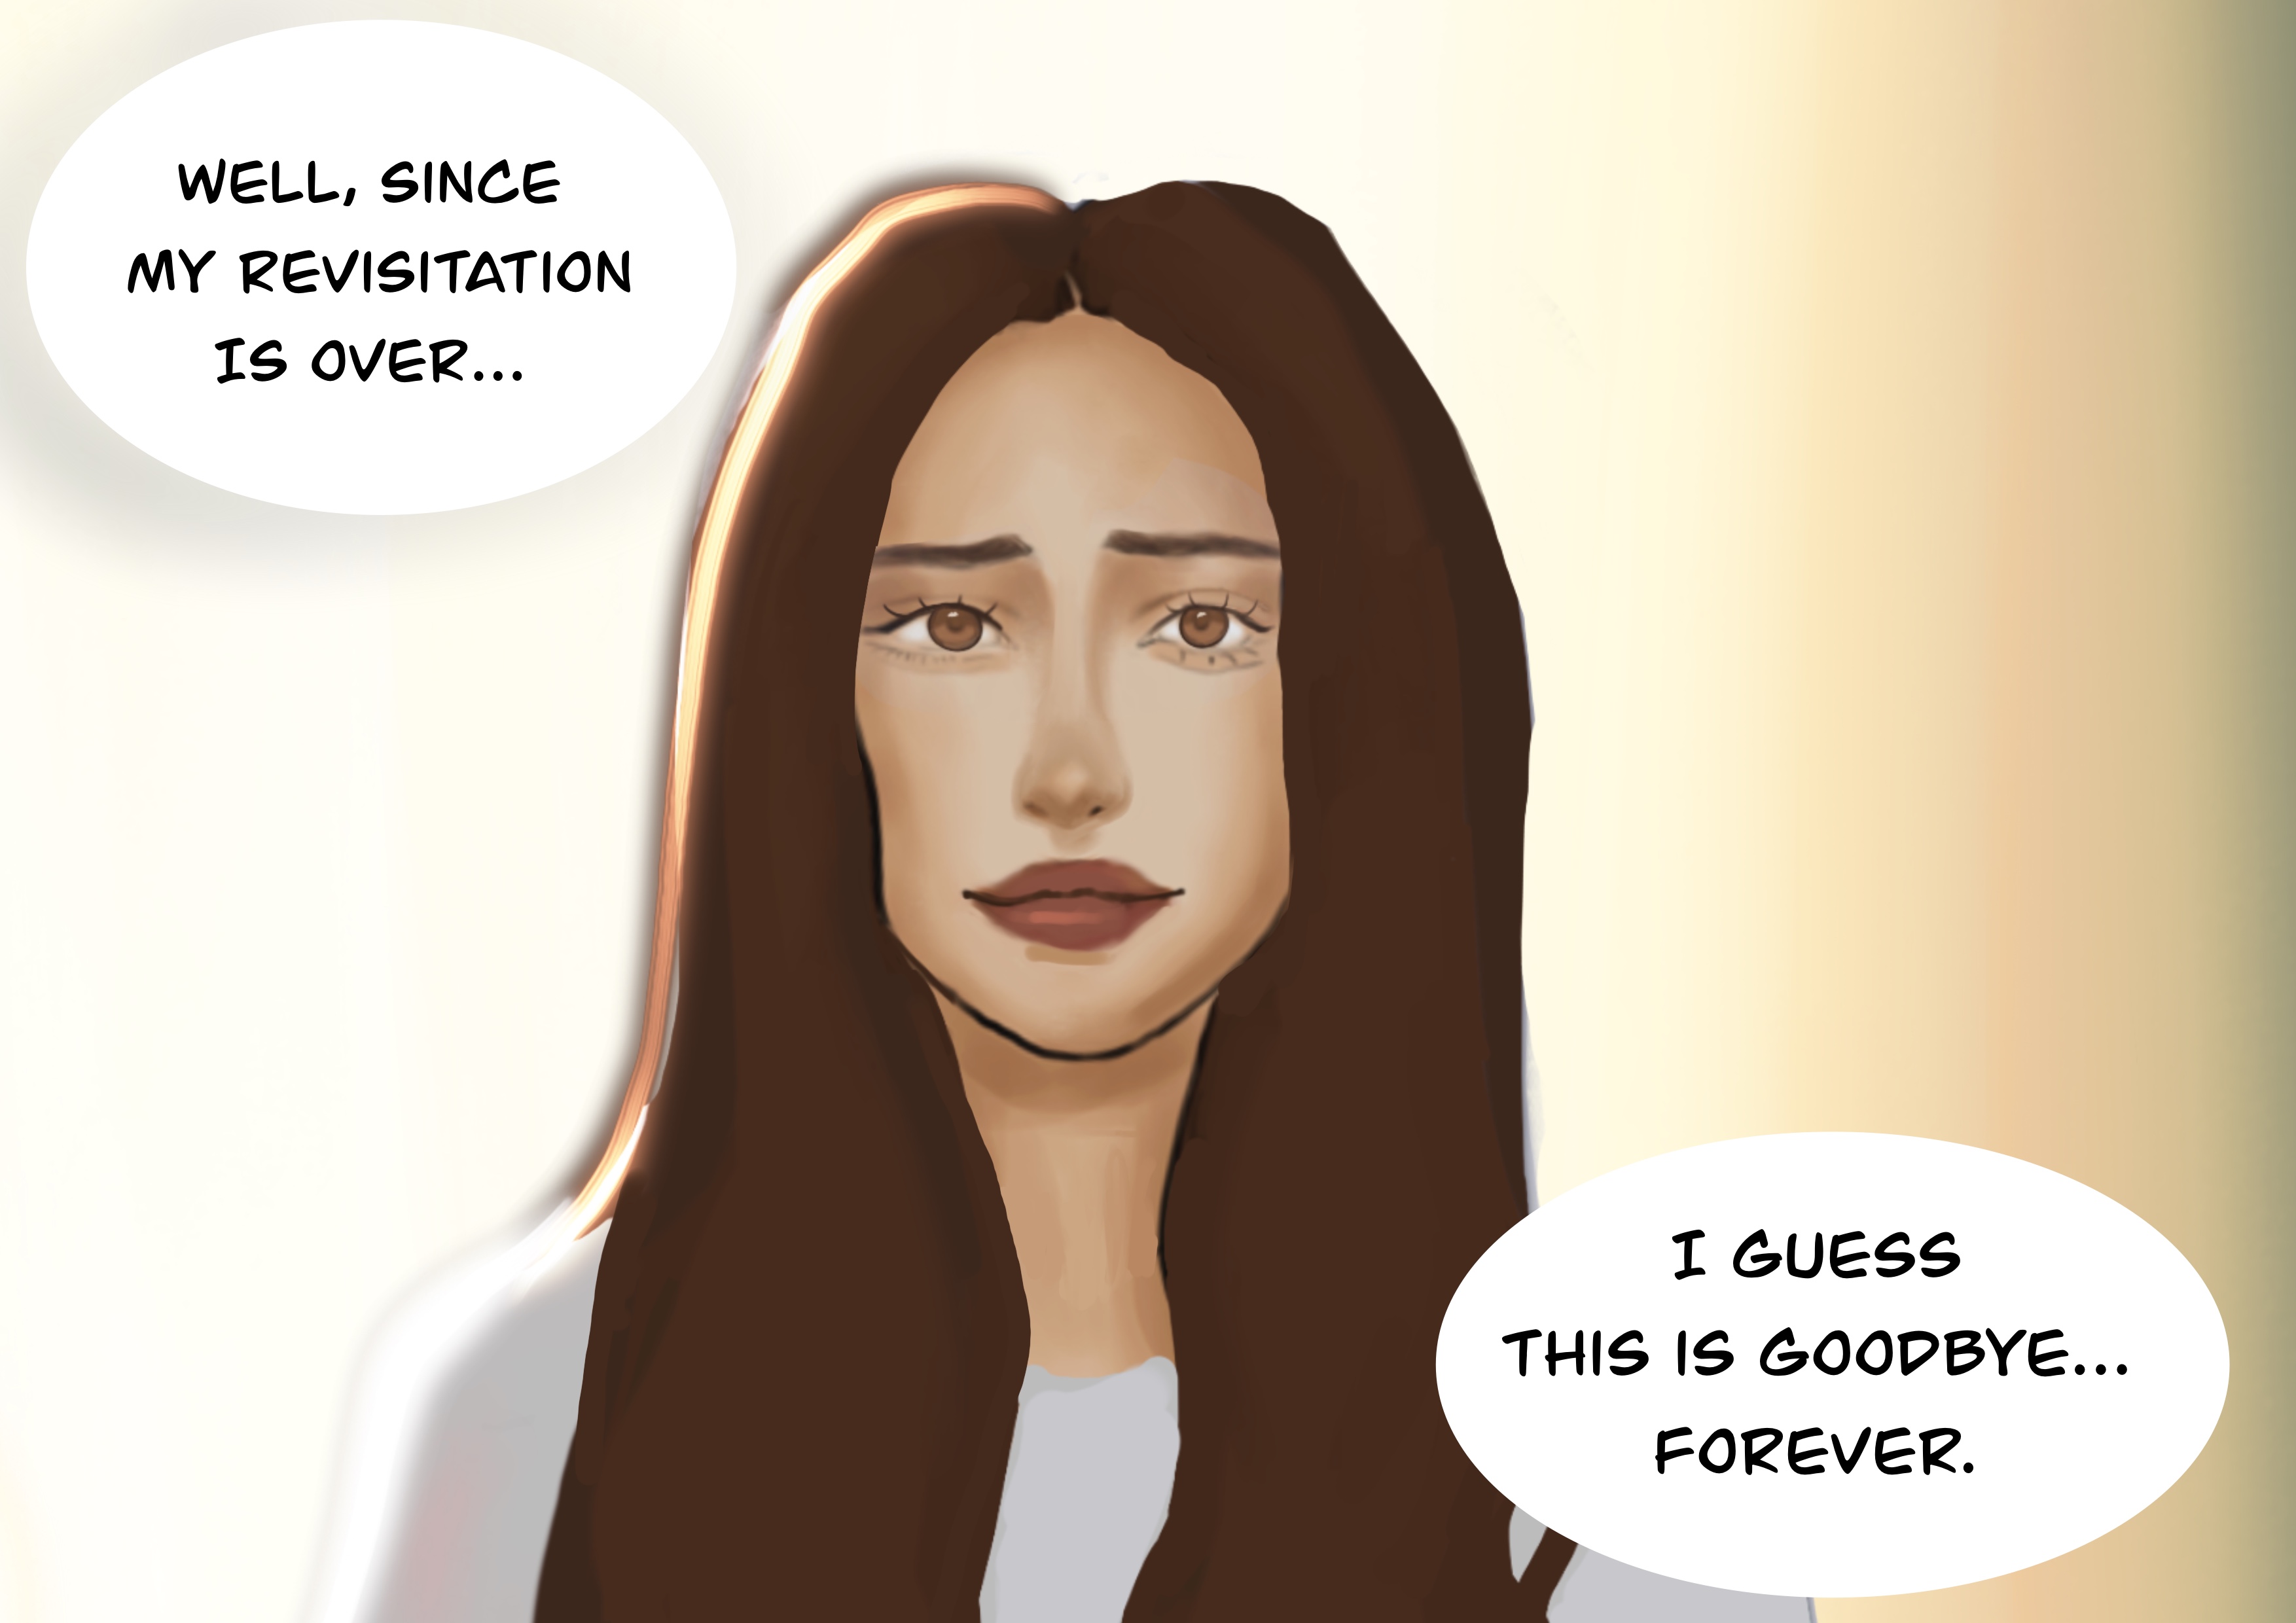 WELL, SINCE
MY REVISITATION
IS OVER...
I GUESS
THIS IS GOODBYE...
FOREVER.